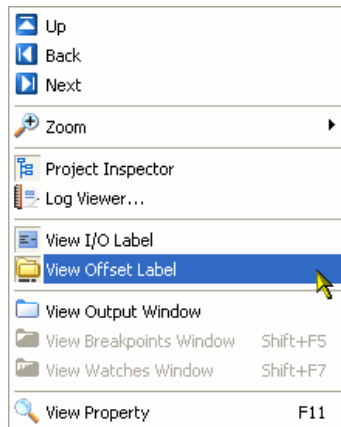 Up
Back
Next
Zoom
Project Inspector
Log Viewer...
View I/O Label
View Offset Label
View Output Window
View Breakpoints Window Shift+F5
View Watches Window Shift+F7
View Property F11